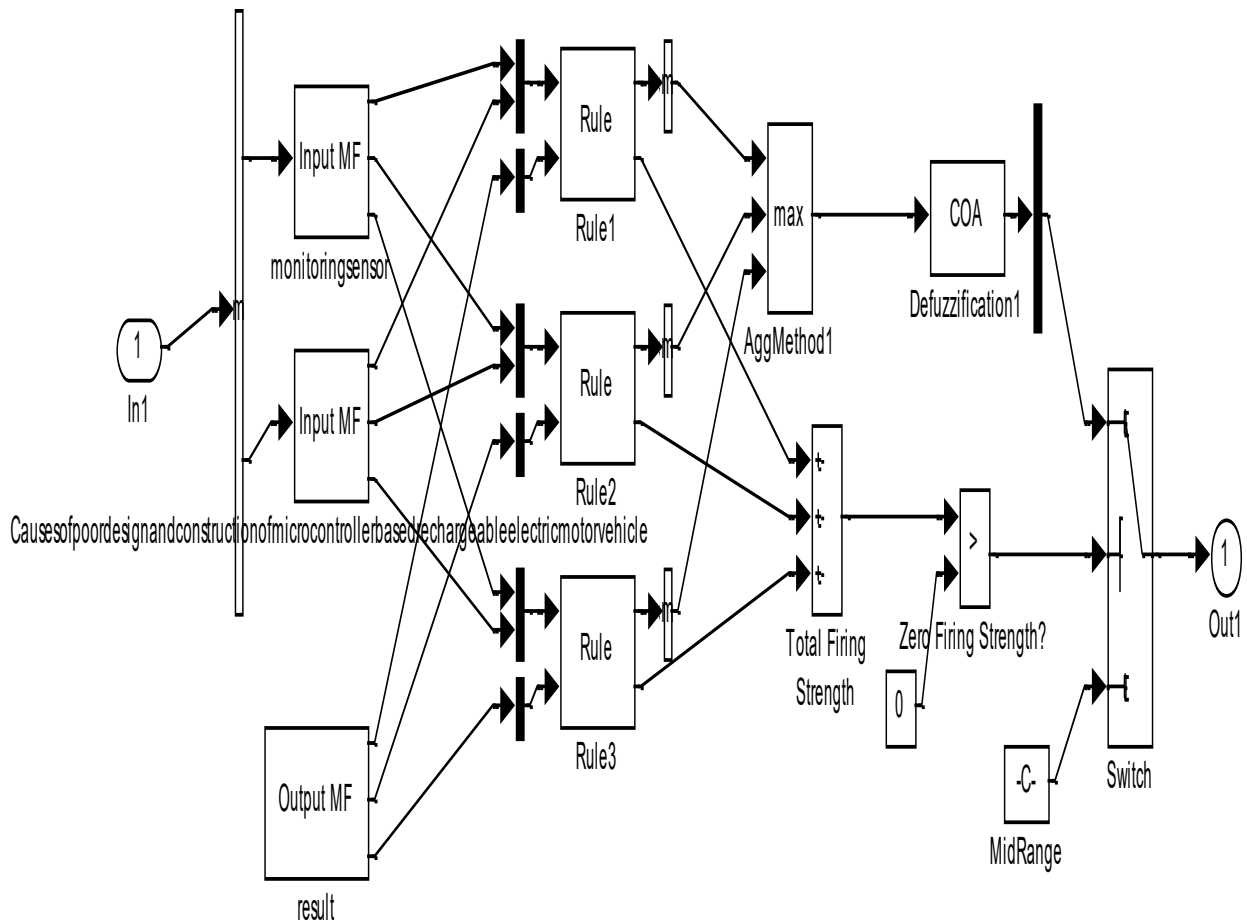 1
In1
m
Input MF
monitoringsensor
Input MF
Causesofpoordesignandconstructionofmicrocontrollerbasedrechargeableelectricmotorvehicle
Output MF
result
Rule
Rule1
m
Rule
Rule2
m
Rule
Rule3
m
max
AggMethod1
COA
Defuzzification1
+
+
+
Total Firing
Strength
>
Zero Firing Strength?
0
-C-
MidRange
Switch
1
Out1